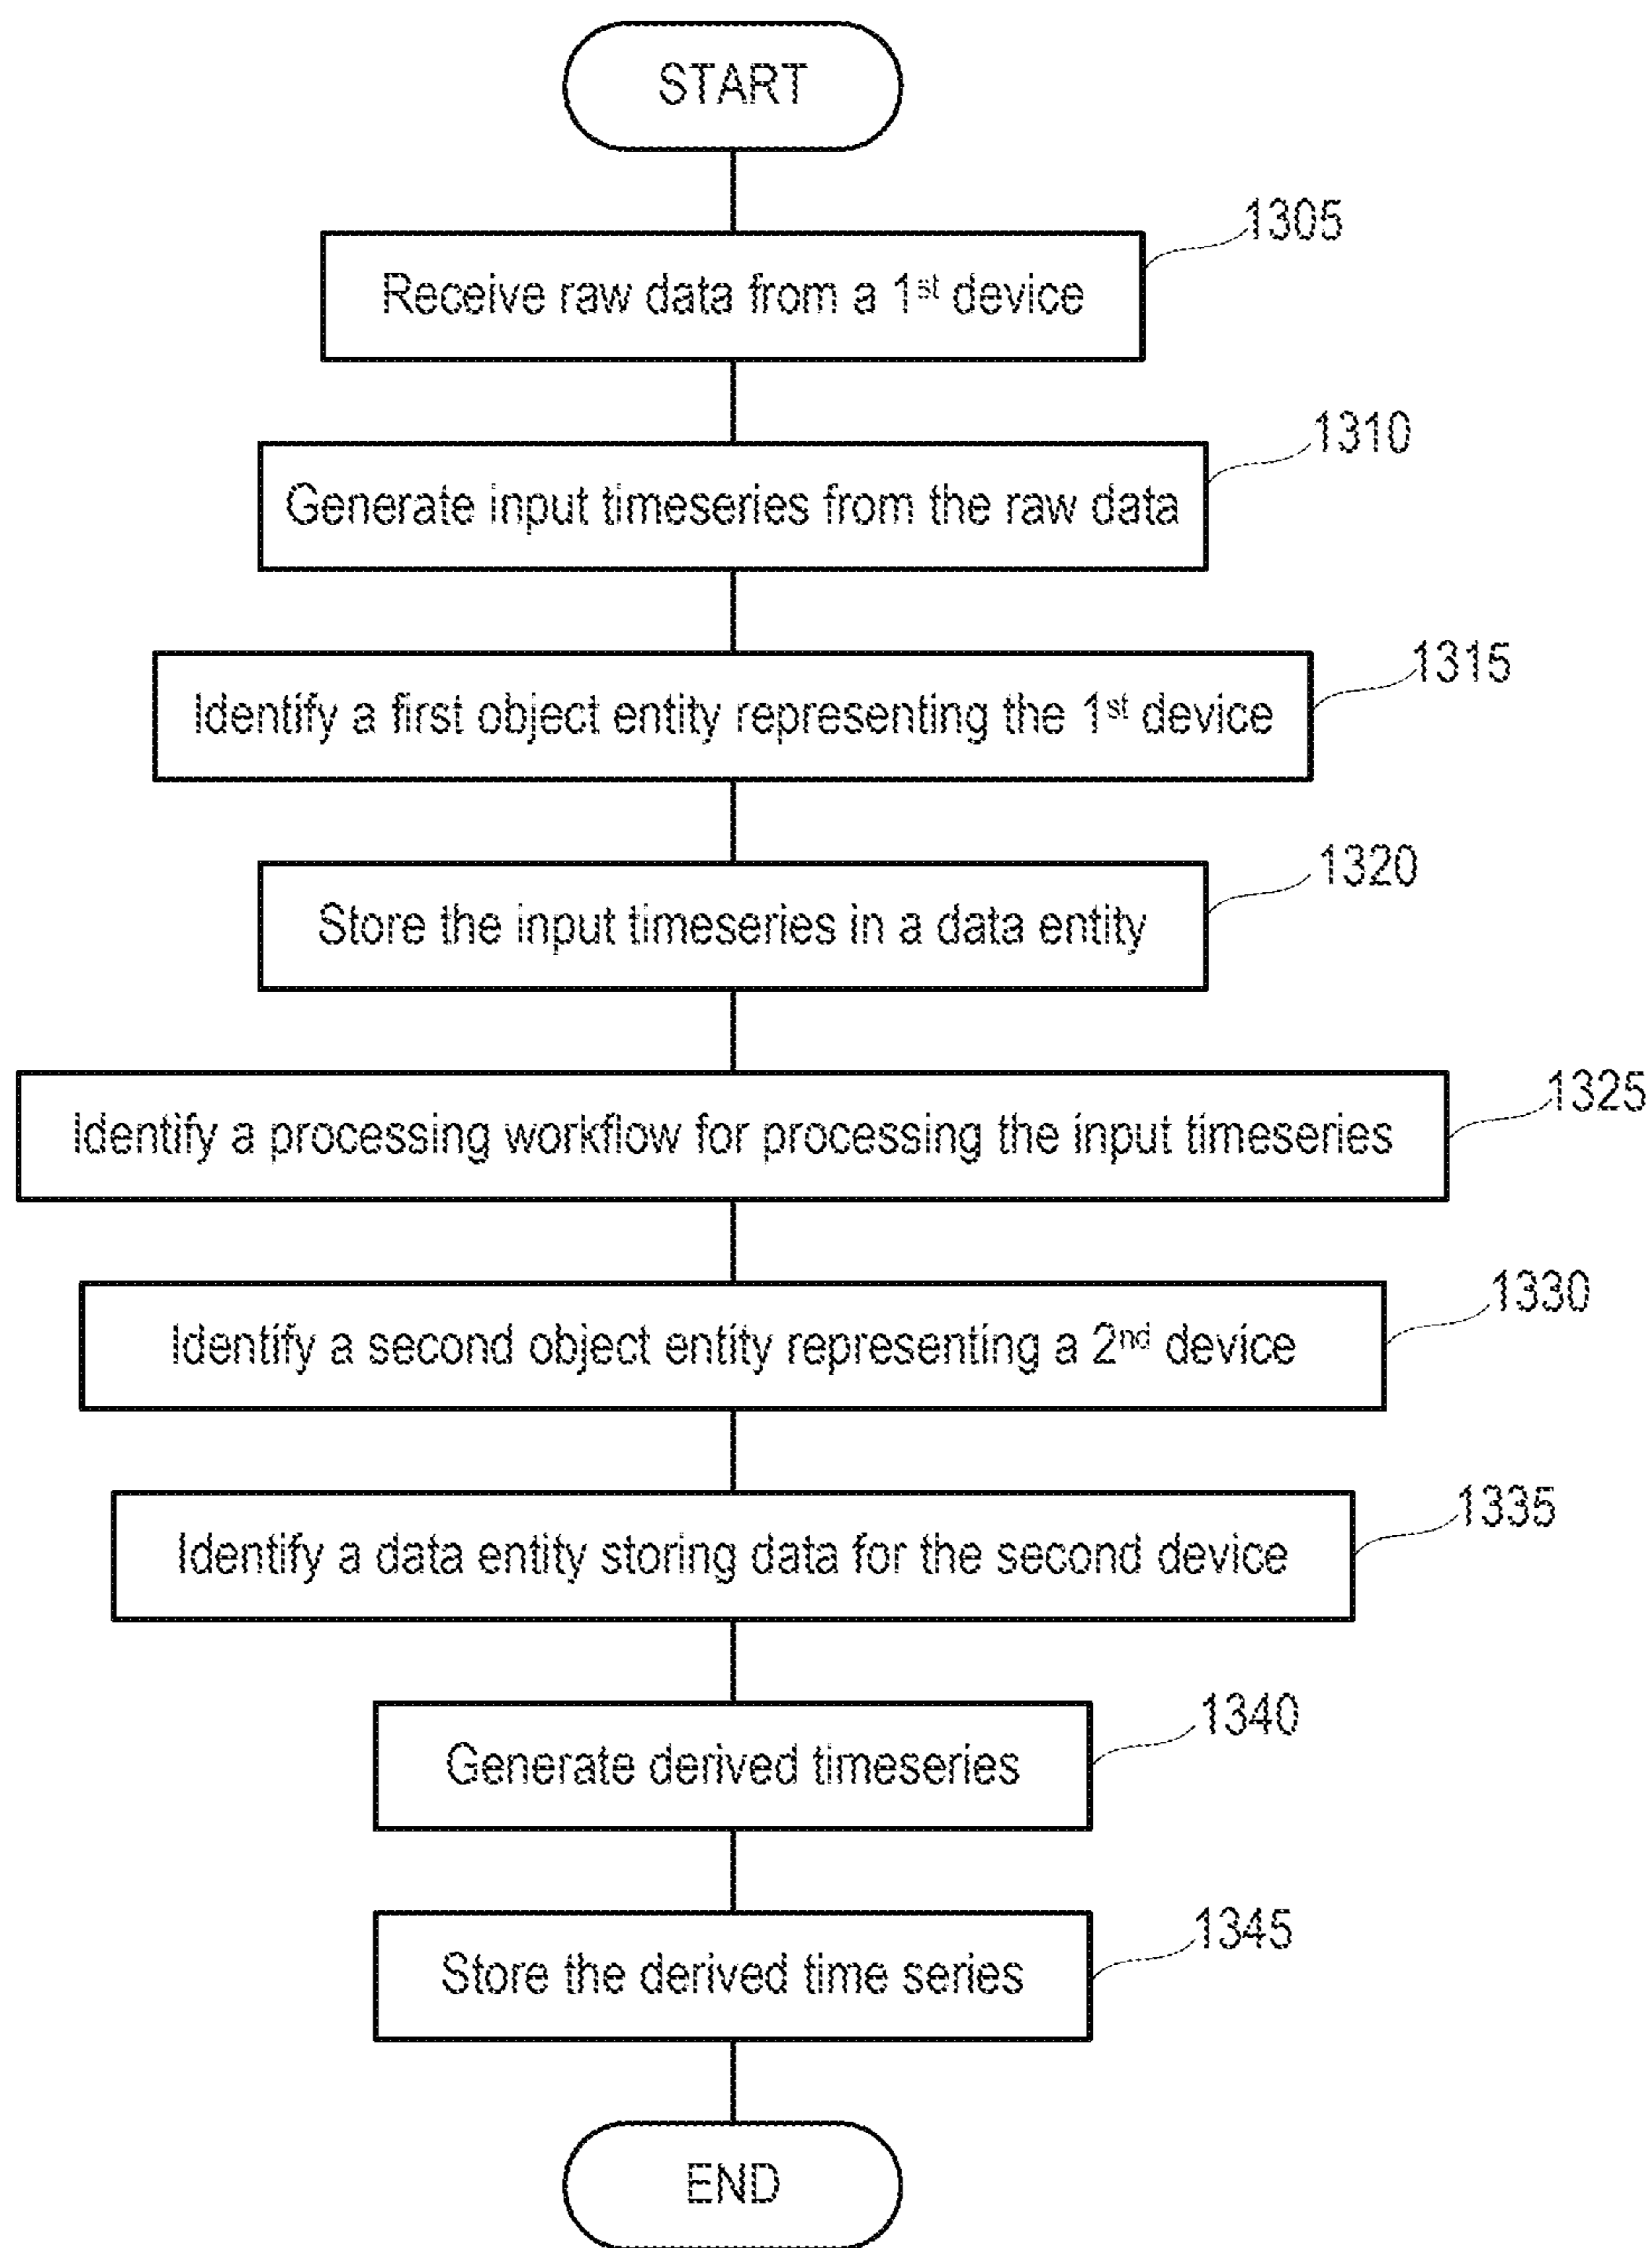 START
1305
Receive raw data from a 1st device
1310
Generate input timeseries from the raw data
1315
Identify a first object entity representing the 1st device
1320
Store the input timeseries in a data entity
1325
Identify a processing workflow for processing the input timeseries
1330
Identify a second object entity representing a 2nd device
1335
Identify a data entity storing data for the second device
1340
Generate derived timeseries
1345
Store the derived time series
END